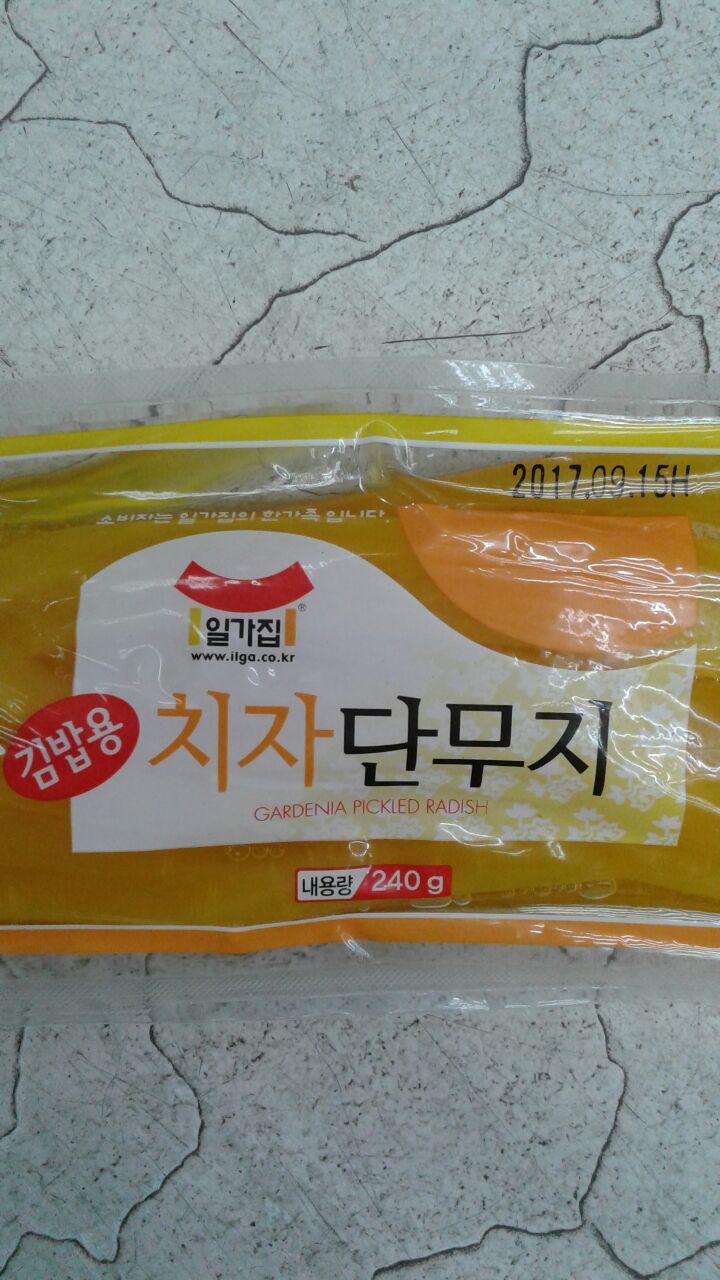 2017.09.15H
소비자는 일가집의 한가족 입니다.
일가집®
www.ilga.co.kr
김밥용
치자단무지
GARDENIA PICKLED RADISH
내용량 240 g